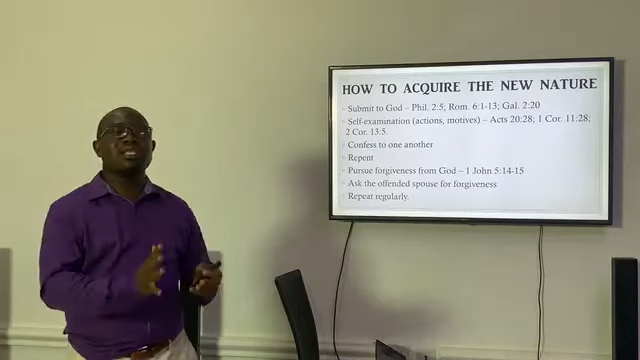 HOW TO ACQUIRE THE NEW NATURE
Submit to God – Phil. 2:5; Rom. 6:1-13; Gal. 2:20
Self-examination (actions, motives) – Acts 20:28; 1 Cor. 11:28;
2 Cor. 13:5.
Confess to one another
Repent
Pursue forgiveness from God – 1 John 5:14-15
Ask the offended spouse for forgiveness
Repeat regularly.